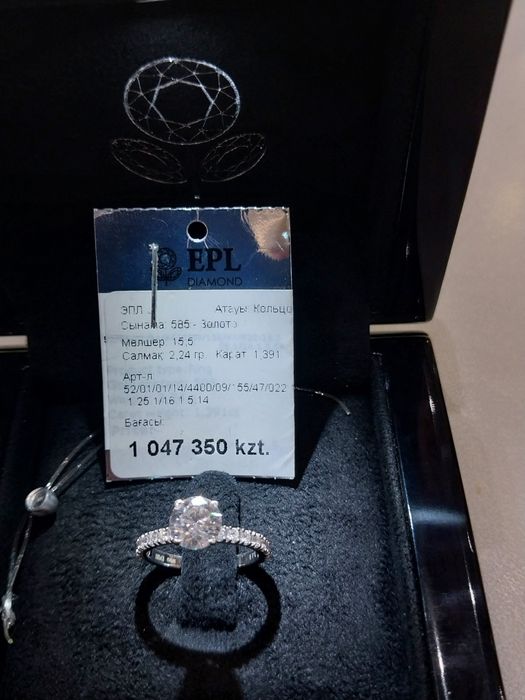 EPL
DIAMOND
ЭПЛ Атауы: Кольцо
Сынама: 585 - Золото
Мөлшер: 15,5
Салмақ: 2,24 гр. Карат: 1,391
Арт-л:
52/01/01/14/4400/09/155/47/022
1.25 1/16 1.5.14
Бағасы:
1 047 350 kzt.